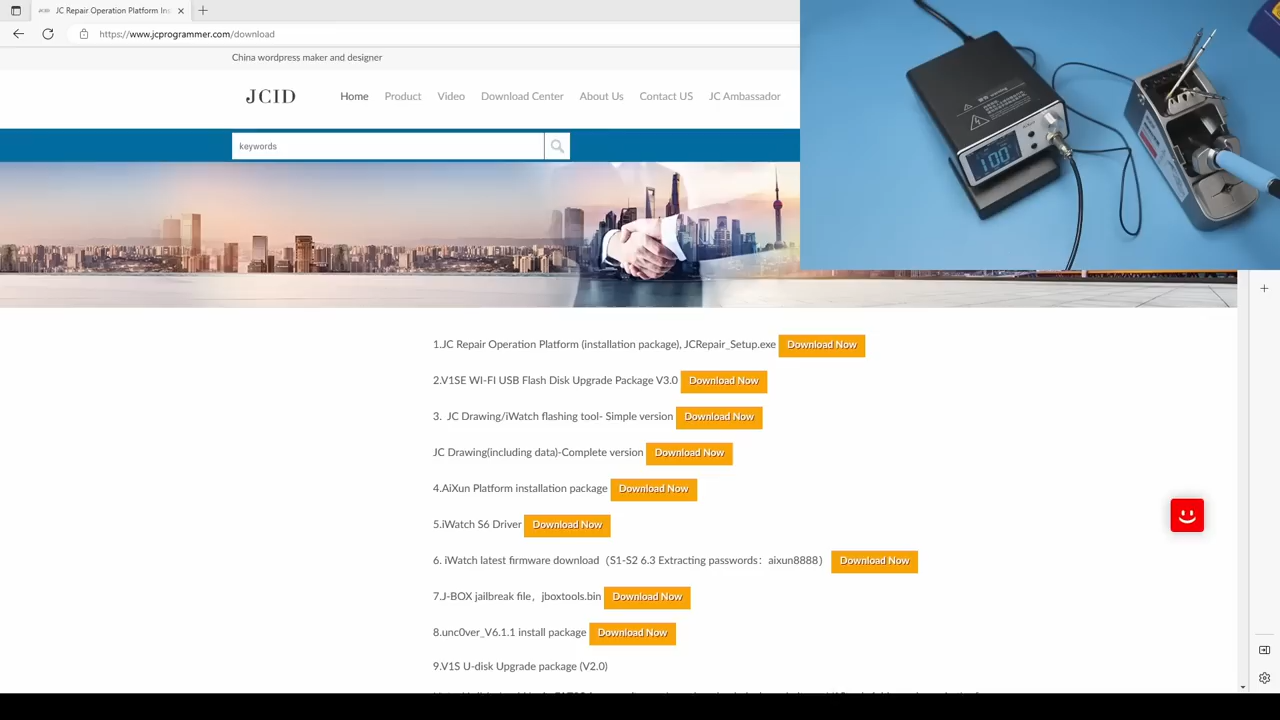 JC Repair Operation Platform Ins
https://www.jcprogrammer.com/download
China wordpress maker and designer
JCID
Home Product Video Download Center About Us Contact US JC Ambassador
keywords
100
1.JC Repair Operation Platform (installation package), JCRepair_Setup.exe Download Now
2.V1SE WI-FI USB Flash Disk Upgrade Package V3.0 Download Now
3. JC Drawing/iWatch flashing tool- Simple version Download Now
JC Drawing(including data)-Complete version Download Now
4.AiXun Platform installation package Download Now
5.iWatch S6 Driver Download Now
6. iWatch latest firmware download（S1-S2 6.3 Extracting passwords：aixun8888） Download Now
7.J-BOX jailbreak file，jboxtools.bin Download Now
8.unc0ver_V6.1.1 install package Download Now
9.V1S U-disk Upgrade package (V2.0)